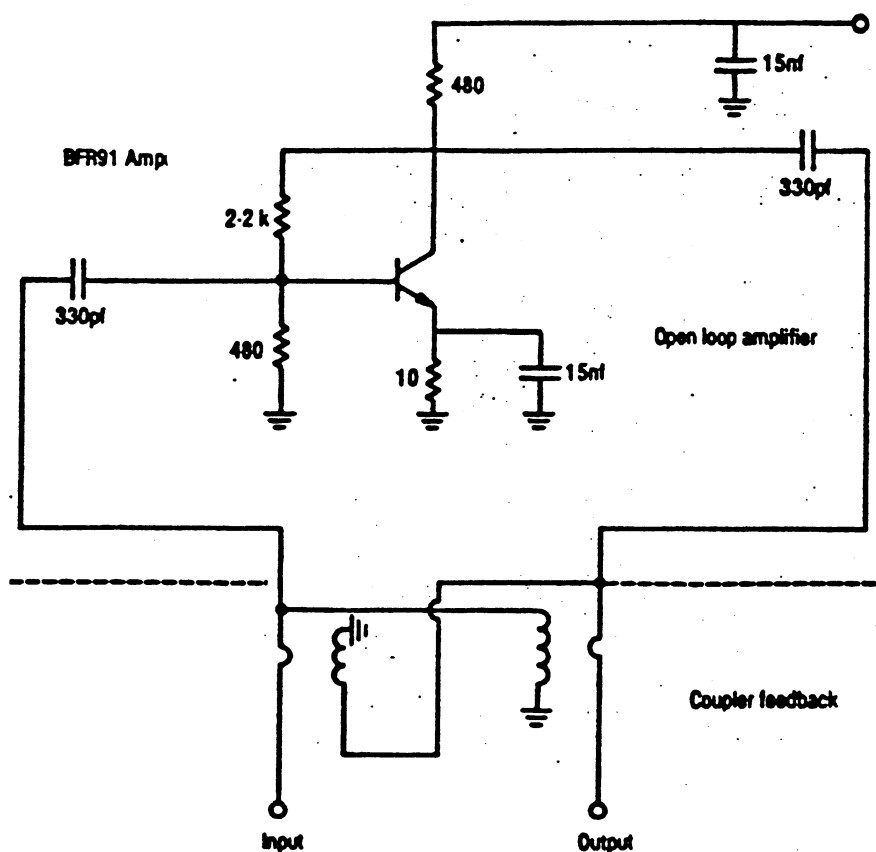 480
15nf
BFR91 Amp.
330pf
2·2 k
330pf
480
Open loop amplifier
10
15nf
Coupler feedback
Input
Output